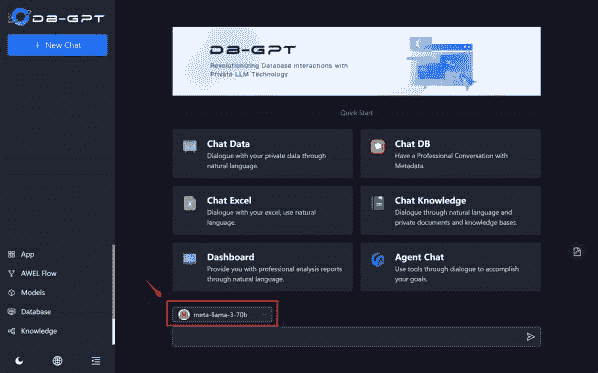 DB-GPT
+ New Chat
App
AWEL Flow
Models
Database
Knowledge
DB-GPT
Revolutionizing Database Interactions with
Private LLM Technology
Quick Start
Chat Data
Dialogue with your private data through
natural language.
Chat DB
Have a Professional Conversation with
Metadata.
Chat Excel
Dialogue with your excel, use natural
language.
Chat Knowledge
Dialogue through natural language and
private documents and knowledge bases.
Dashboard
Provide you with professional analysis reports
through natural language.
Agent Chat
Use tools through dialogue to accomplish
your goals.
meta-llama-3-70b